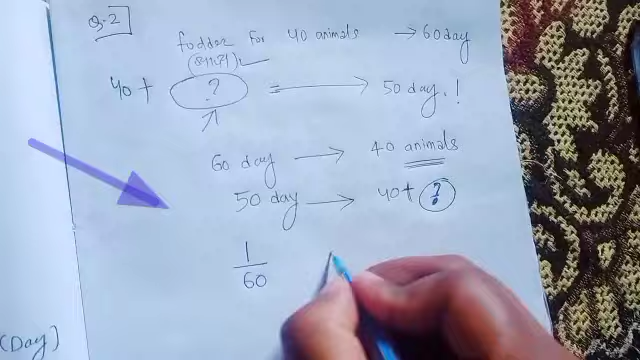 Q.2
fodder for 40 animals → 60 day
(चारा)
40 + ? = → 50 day.!
60 day → 40 animals
50 day → 40 + ?
1
60
(Day)